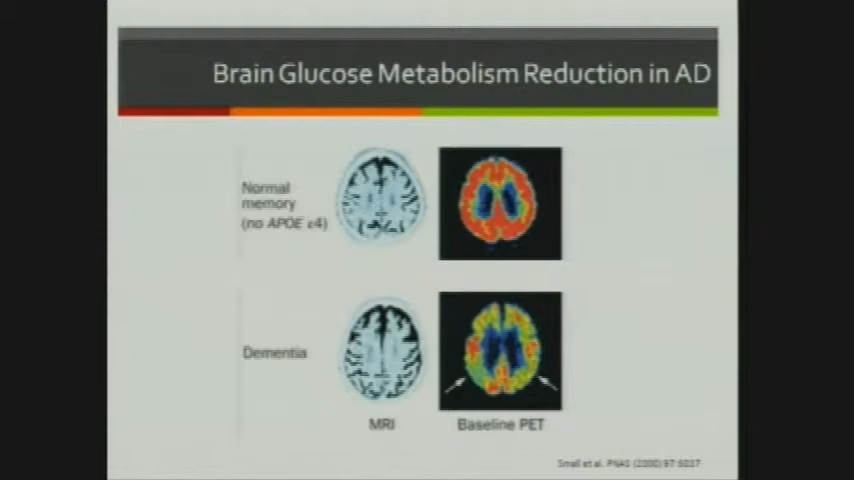 Brain Glucose Metabolism Reduction in AD
Normal
memory
(no APOE ε4)
Dementia
MRI
Baseline PET
Small et al. PNAS (2000) 97 6037